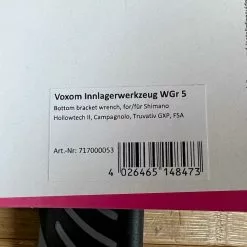 Voxom Innlagerwerkzeug WGr 5
Bottom bracket wrench, for/für Shimano
Hollowtech II, Campagnolo, Truvativ GXP, FSA
Art.-Nr: 717000053
4 026465 148473